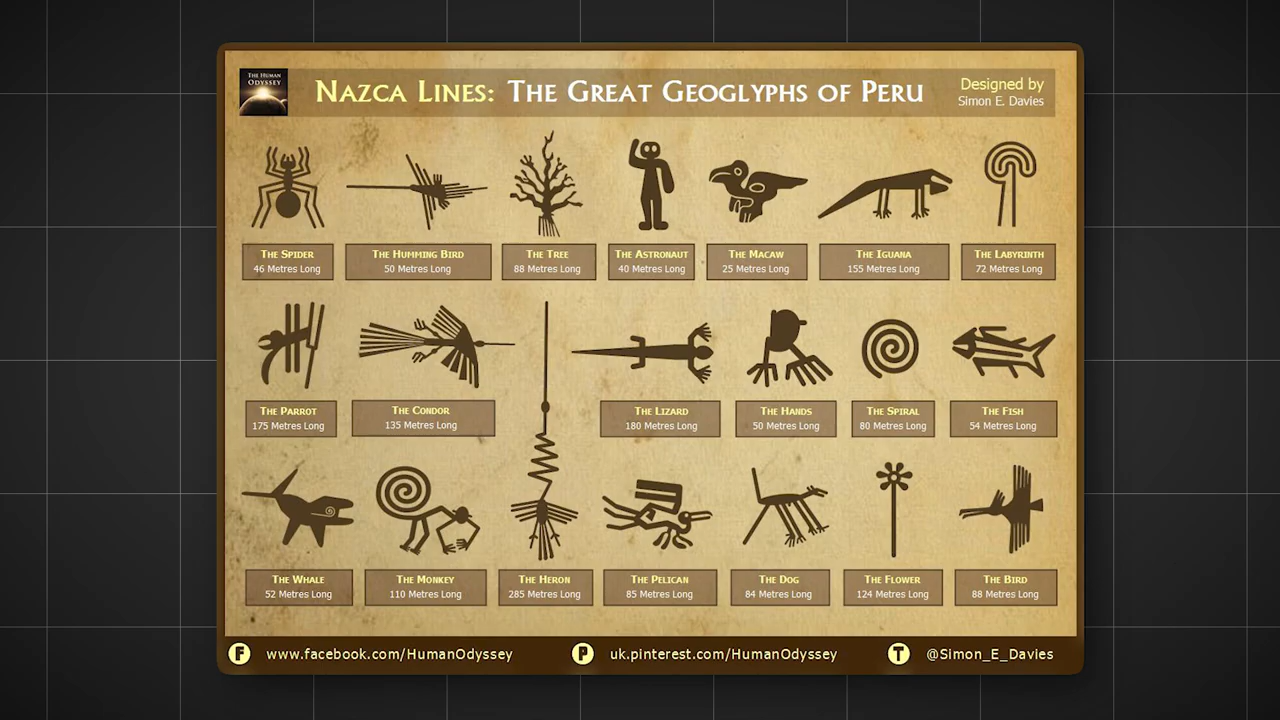 THE HUMAN
ODYSSEY
NAZCA LINES: THE GREAT GEOGLYPHS OF PERU
Designed by
Simon E. Davies
THE SPIDER
46 Metres Long
THE HUMMING BIRD
50 Metres Long
THE TREE
88 Metres Long
THE ASTRONAUT
40 Metres Long
THE MACAW
25 Metres Long
THE IGUANA
155 Metres Long
THE LABYRINTH
72 Metres Long
THE PARROT
175 Metres Long
THE CONDOR
135 Metres Long
THE LIZARD
180 Metres Long
THE HANDS
50 Metres Long
THE SPIRAL
80 Metres Long
THE FISH
54 Metres Long
THE WHALE
52 Metres Long
THE MONKEY
110 Metres Long
THE HERON
285 Metres Long
THE PELICAN
85 Metres Long
THE DOG
84 Metres Long
THE FLOWER
124 Metres Long
THE BIRD
88 Metres Long
F www.facebook.com/HumanOdyssey
P uk.pinterest.com/HumanOdyssey
T @Simon_E_Davies